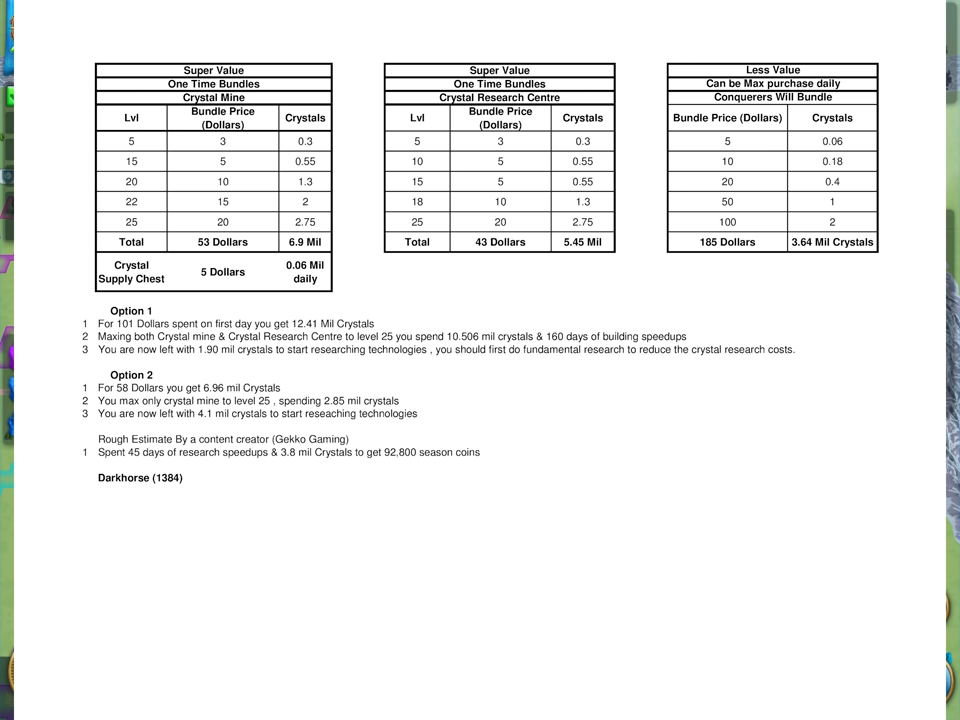 Super Value
One Time Bundles
Crystal Mine
Lvl Bundle Price (Dollars) Crystals
5 3 0.3
15 5 0.55
20 10 1.3
22 15 2
25 20 2.75
Total 53 Dollars 6.9 Mil
Crystal Supply Chest 5 Dollars 0.06 Mil daily
Super Value
One Time Bundles
Crystal Research Centre
Lvl Bundle Price (Dollars) Crystals
5 3 0.3
10 5 0.55
15 5 0.55
18 10 1.3
25 20 2.75
Total 43 Dollars 5.45 Mil
Less Value
Can be Max purchase daily
Conquerers Will Bundle
Bundle Price (Dollars) Crystals
5 0.06
10 0.18
20 0.4
50 1
100 2
185 Dollars 3.64 Mil Crystals
Option 1
1 For 101 Dollars spent on first day you get 12.41 Mil Crystals
2 Maxing both Crystal mine & Crystal Research Centre to level 25 you spend 10.506 mil crystals & 160 days of building speedups
3 You are now left with 1.90 mil crystals to start researching technologies , you should first do fundamental research to reduce the crystal research costs.
Option 2
1 For 58 Dollars you get 6.96 mil Crystals
2 You max only crystal mine to level 25 , spending 2.85 mil crystals
3 You are now left with 4.1 mil crystals to start reseaching technologies
Rough Estimate By a content creator (Gekko Gaming)
1 Spent 45 days of research speedups & 3.8 mil Crystals to get 92,800 season coins
Darkhorse (1384)